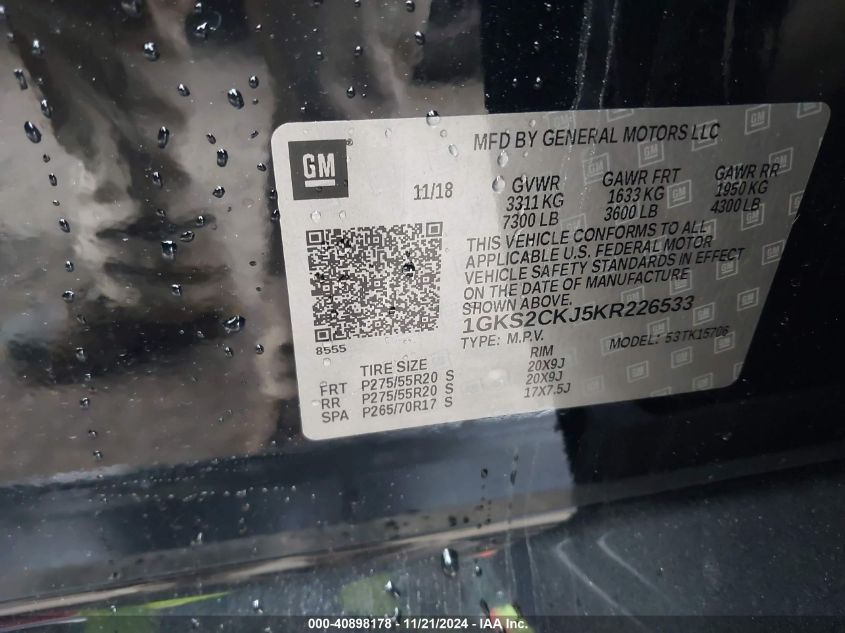 GM
MFD BY GENERAL MOTORS LLC
11/18
GVWR GAWR FRT GAWR RR
3311 KG 1633 KG 1950 KG
7300 LB 3600 LB 4300 LB
THIS VEHICLE CONFORMS TO ALL
APPLICABLE U.S. FEDERAL MOTOR
VEHICLE SAFETY STANDARDS IN EFFECT
ON THE DATE OF MANUFACTURE
SHOWN ABOVE.
1GKS2CKJ5KR226533
TYPE: M.P.V. MODEL: 53TK15706
8555
TIRE SIZE RIM
FRT P275/55R20 S 20X9J
RR P275/55R20 S 20X9J
SPA P265/70R17 S 17X7.5J
000-40898178 - 11/21/2024 - IAA Inc.